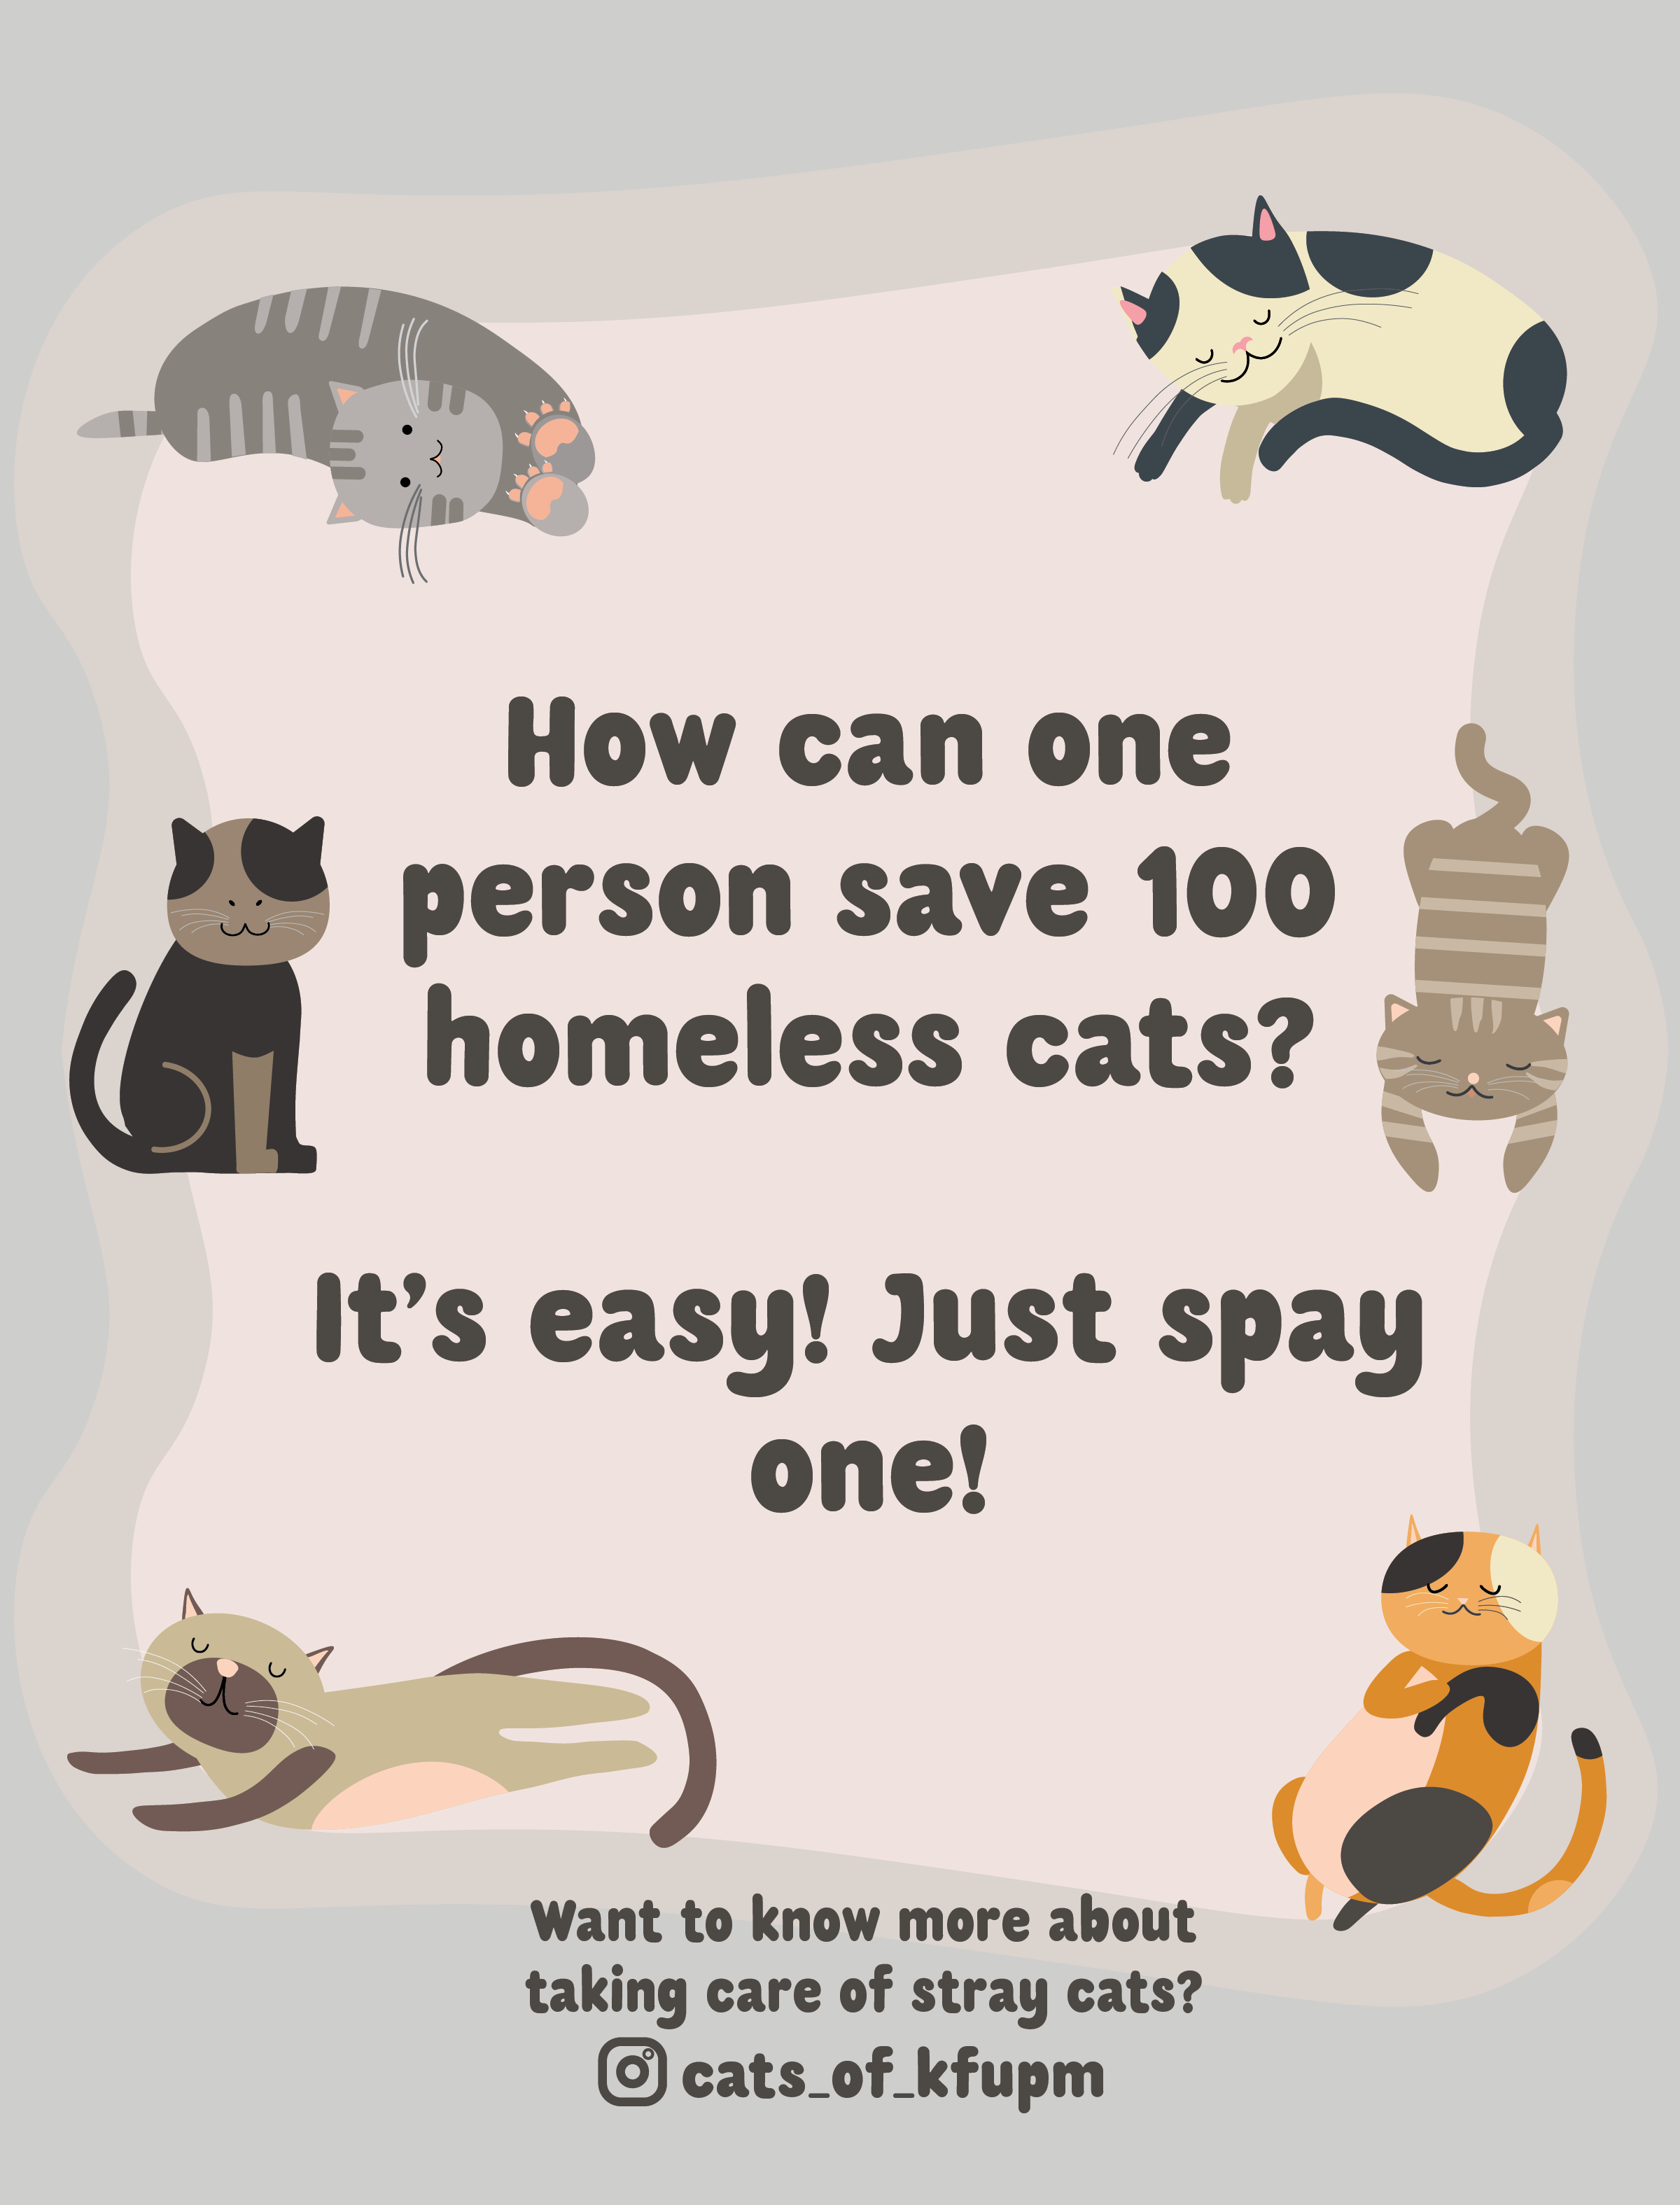 How can one
person save 100
homeless cats?
It's easy! Just spay
one!
Want to know more about
taking care of stray cats?
cats_of_kfupm